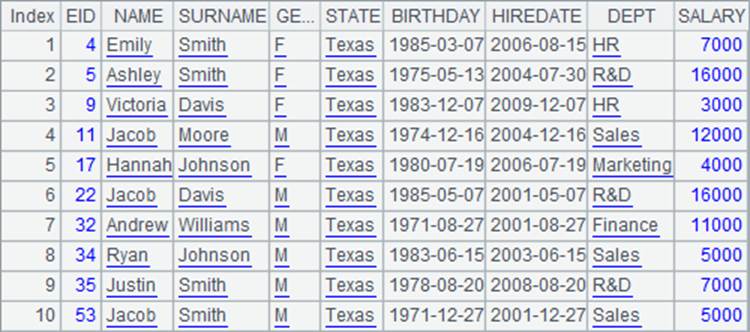 Index EID NAME SURNAME GE... STATE BIRTHDAY HIREDATE DEPT SALARY
1 4 Emily Smith F Texas 1985-03-07 2006-08-15 HR 7000
2 5 Ashley Smith F Texas 1975-05-13 2004-07-30 R&D 16000
3 9 Victoria Davis F Texas 1983-12-07 2009-12-07 HR 3000
4 11 Jacob Moore M Texas 1974-12-16 2004-12-16 Sales 12000
5 17 Hannah Johnson F Texas 1980-07-19 2006-07-19 Marketing 4000
6 22 Jacob Davis M Texas 1985-05-07 2001-05-07 R&D 16000
7 32 Andrew Williams M Texas 1971-08-27 2001-08-27 Finance 11000
8 34 Ryan Johnson M Texas 1983-06-15 2003-06-15 Sales 5000
9 35 Justin Smith M Texas 1978-08-20 2008-08-20 R&D 7000
10 53 Jacob Smith M Texas 1971-12-27 2001-12-27 Sales 5000